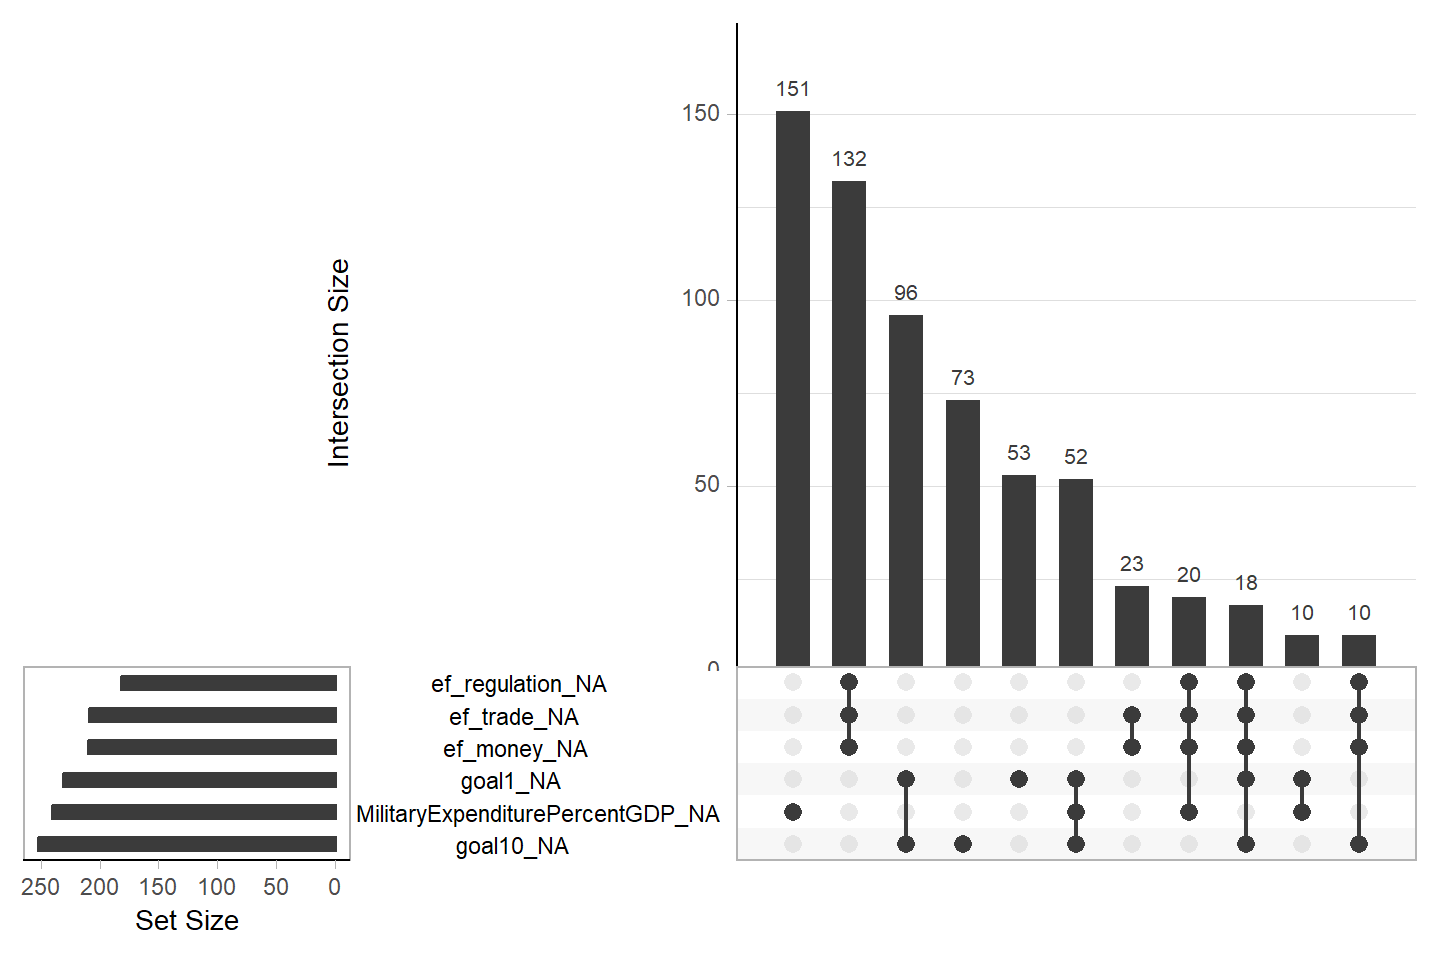 151
150
132
100
96
73
53
52
50
23
20
18
10
10
0
Intersection Size
ef_regulation_NA
ef_trade_NA
ef_money_NA
goal1_NA
MilitaryExpenditurePercentGDP_NA
goal10_NA
250 200 150 100 50 0
Set Size